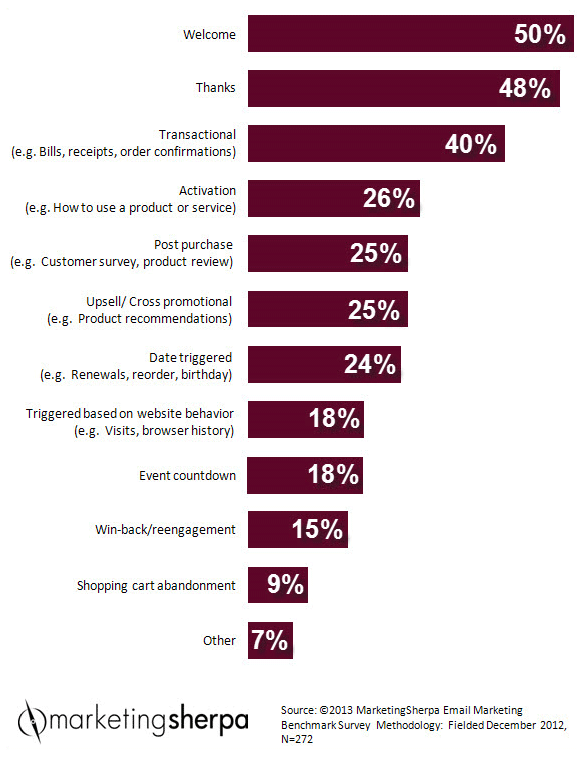 Welcome
50%
Thanks
48%
Transactional
(e.g. Bills, receipts, order confirmations)
40%
Activation
(e.g. How to use a product or service)
26%
Post purchase
(e.g. Customer survey, product review)
25%
Upsell/ Cross promotional
(e.g. Product recommendations)
25%
Date triggered
(e.g. Renewals, reorder, birthday)
24%
Triggered based on website behavior
(e.g. Visits, browser history)
18%
Event countdown
18%
Win-back/reengagement
15%
Shopping cart abandonment
9%
Other
7%
marketingsherpa
Source: ©2013 MarketingSherpa Email Marketing
Benchmark Survey Methodology: Fielded December 2012,
N=272